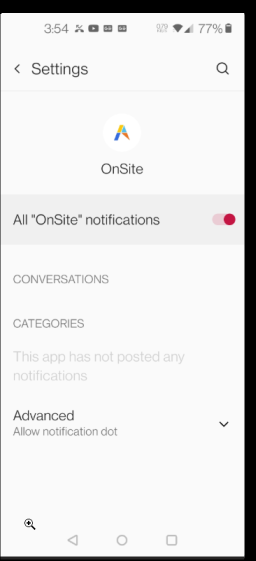 3:54
77%
Settings
OnSite
All "OnSite" notifications
CONVERSATIONS
CATEGORIES
This app has not posted any
notifications
Advanced
Allow notification dot